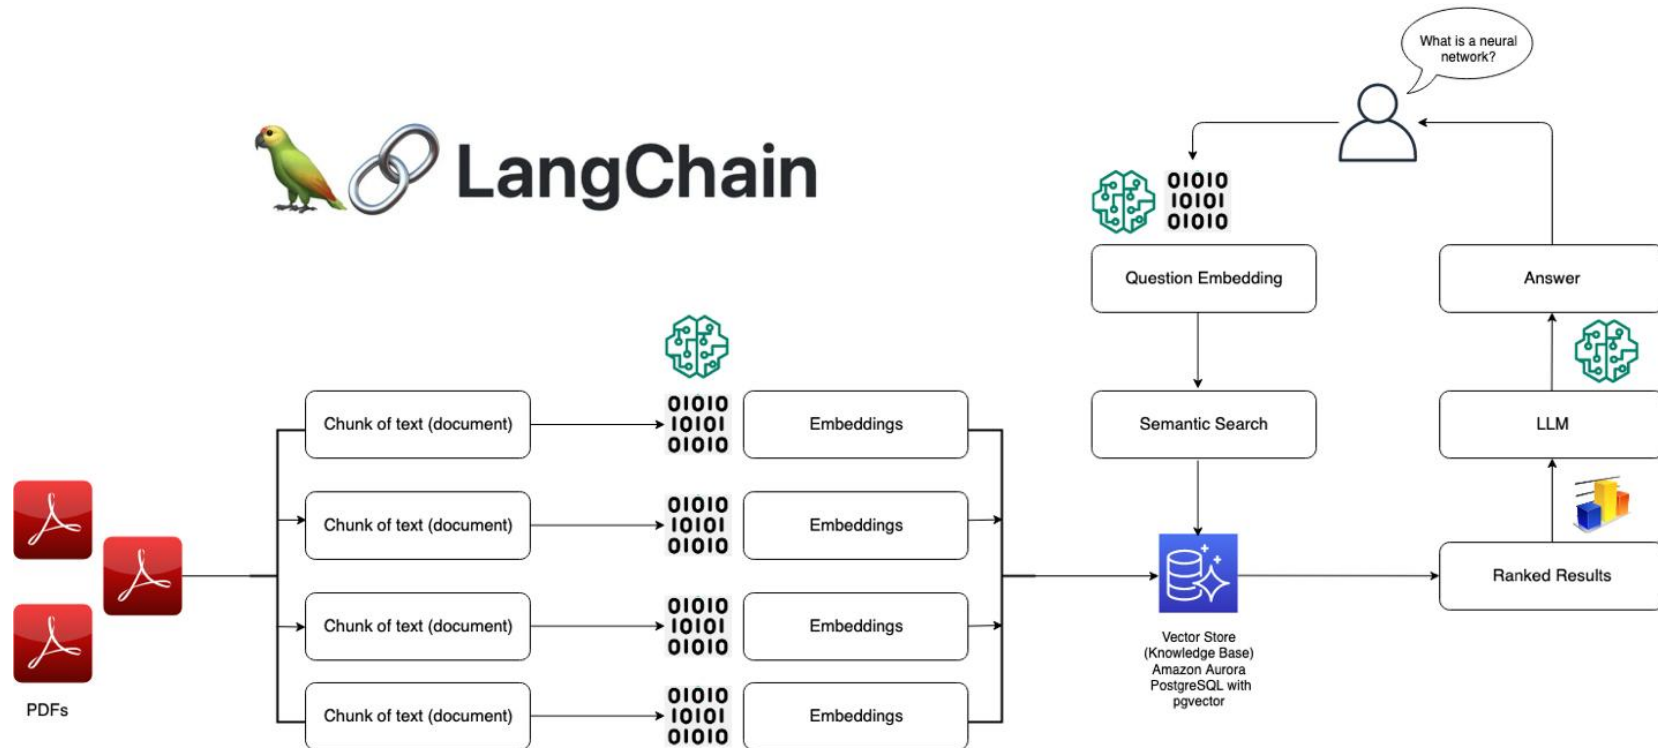 What is a neural
network?
LangChain
01010
10101
01010
Question Embedding
Answer
Chunk of text (document)
01010
10101
01010
Embeddings
Semantic Search
LLM
Chunk of text (document)
01010
10101
01010
Embeddings
Ranked Results
Chunk of text (document)
01010
10101
01010
Embeddings
Vector Store
(Knowledge Base)
Amazon Aurora
PostgreSQL with
pgvector
PDFs
Chunk of text (document)
01010
10101
01010
Embeddings